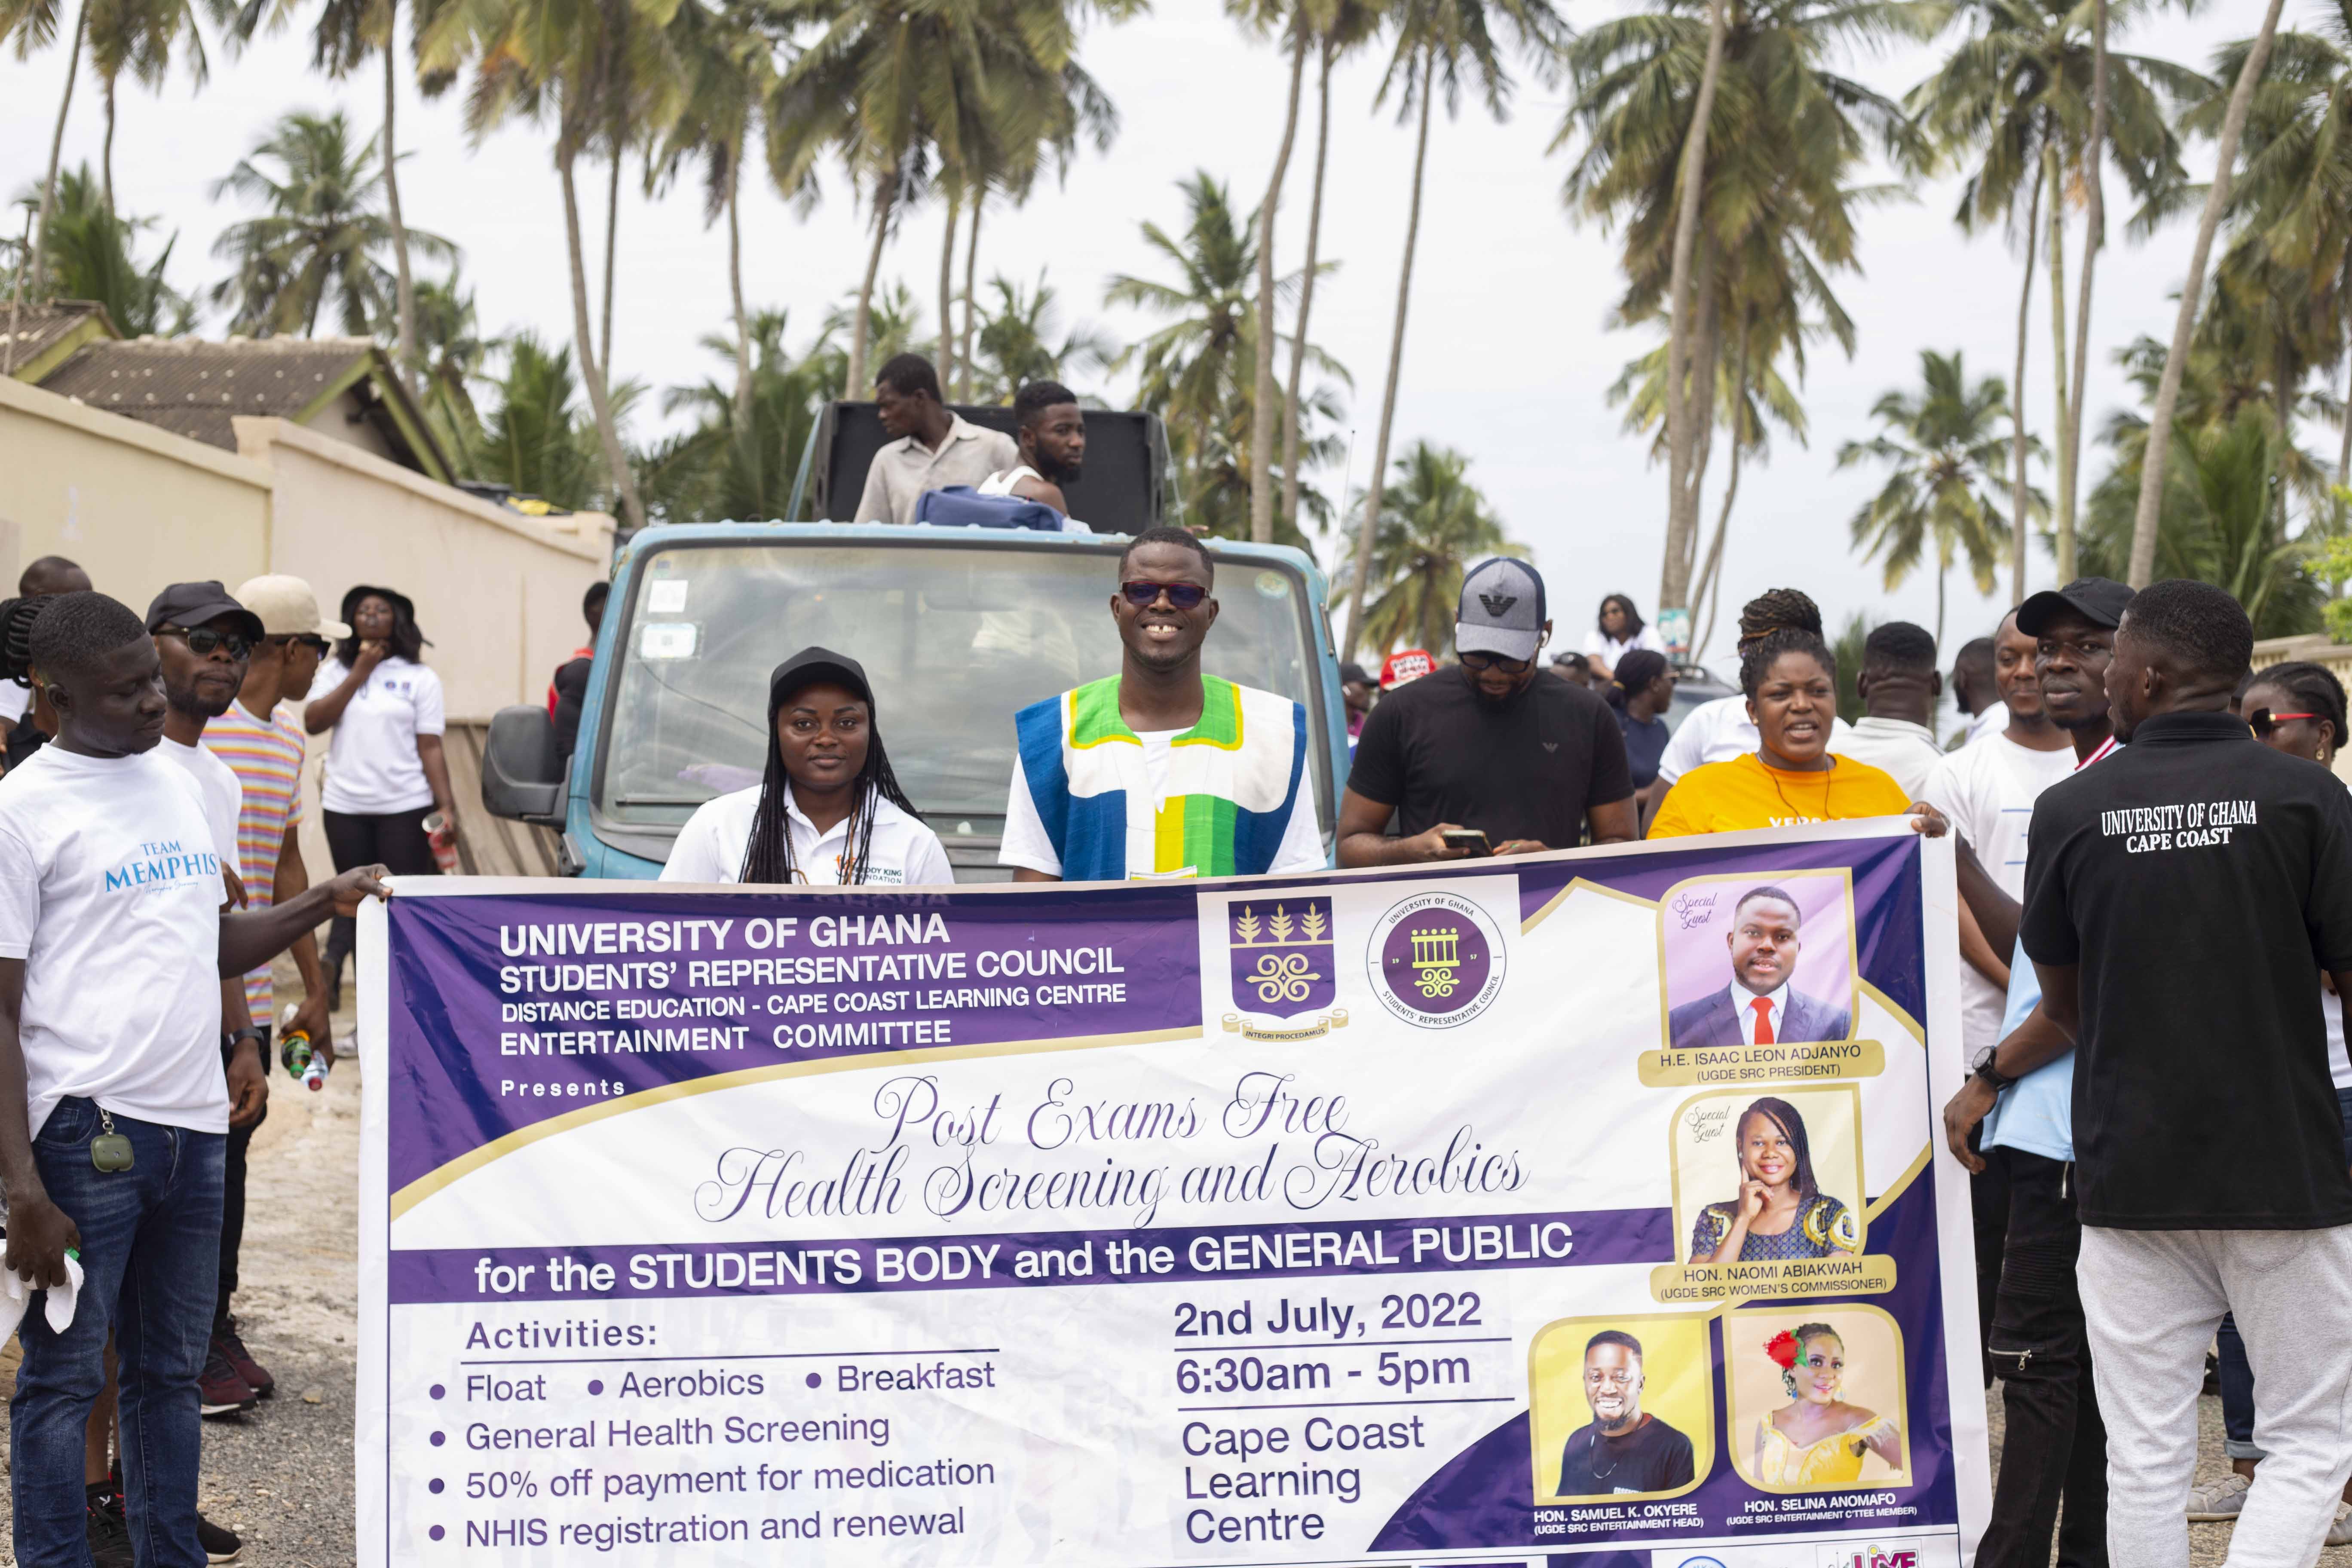 TEAM
MEMPHIS
DDY KING
UNIVERSITY OF GHANA
CAPE COAST
UNIVERSITY OF GHANA
STUDENTS' REPRESENTATIVE COUNCIL
DISTANCE EDUCATION - CAPE COAST LEARNING CENTRE
ENTERTAINMENT COMMITTEE
Presents
INTEGRI PROCEDAMUS
UNIVERSITY OF GHANA
19 57
STUDENTS' REPRESENTATIVE COUNCIL
Post Exams Free
Health Screening and Aerobics
for the STUDENTS BODY and the GENERAL PUBLIC
Activities:
• Float • Aerobics • Breakfast
• General Health Screening
• 50% off payment for medication
• NHIS registration and renewal
2nd July, 2022
6:30am - 5pm
Cape Coast
Learning
Centre
Special
Guest
H.E. ISAAC LEON ADJANYO
(UGDE SRC PRESIDENT)
Special
Guest
HON. NAOMI ABIAKWAH
(UGDE SRC WOMEN'S COMMISSIONER)
HON. SAMUEL K. OKYERE
(UGDE SRC ENTERTAINMENT HEAD)
HON. SELINA ANOMAFO
(UGDE SRC ENTERTAINMENT C'TTEE MEMBER)